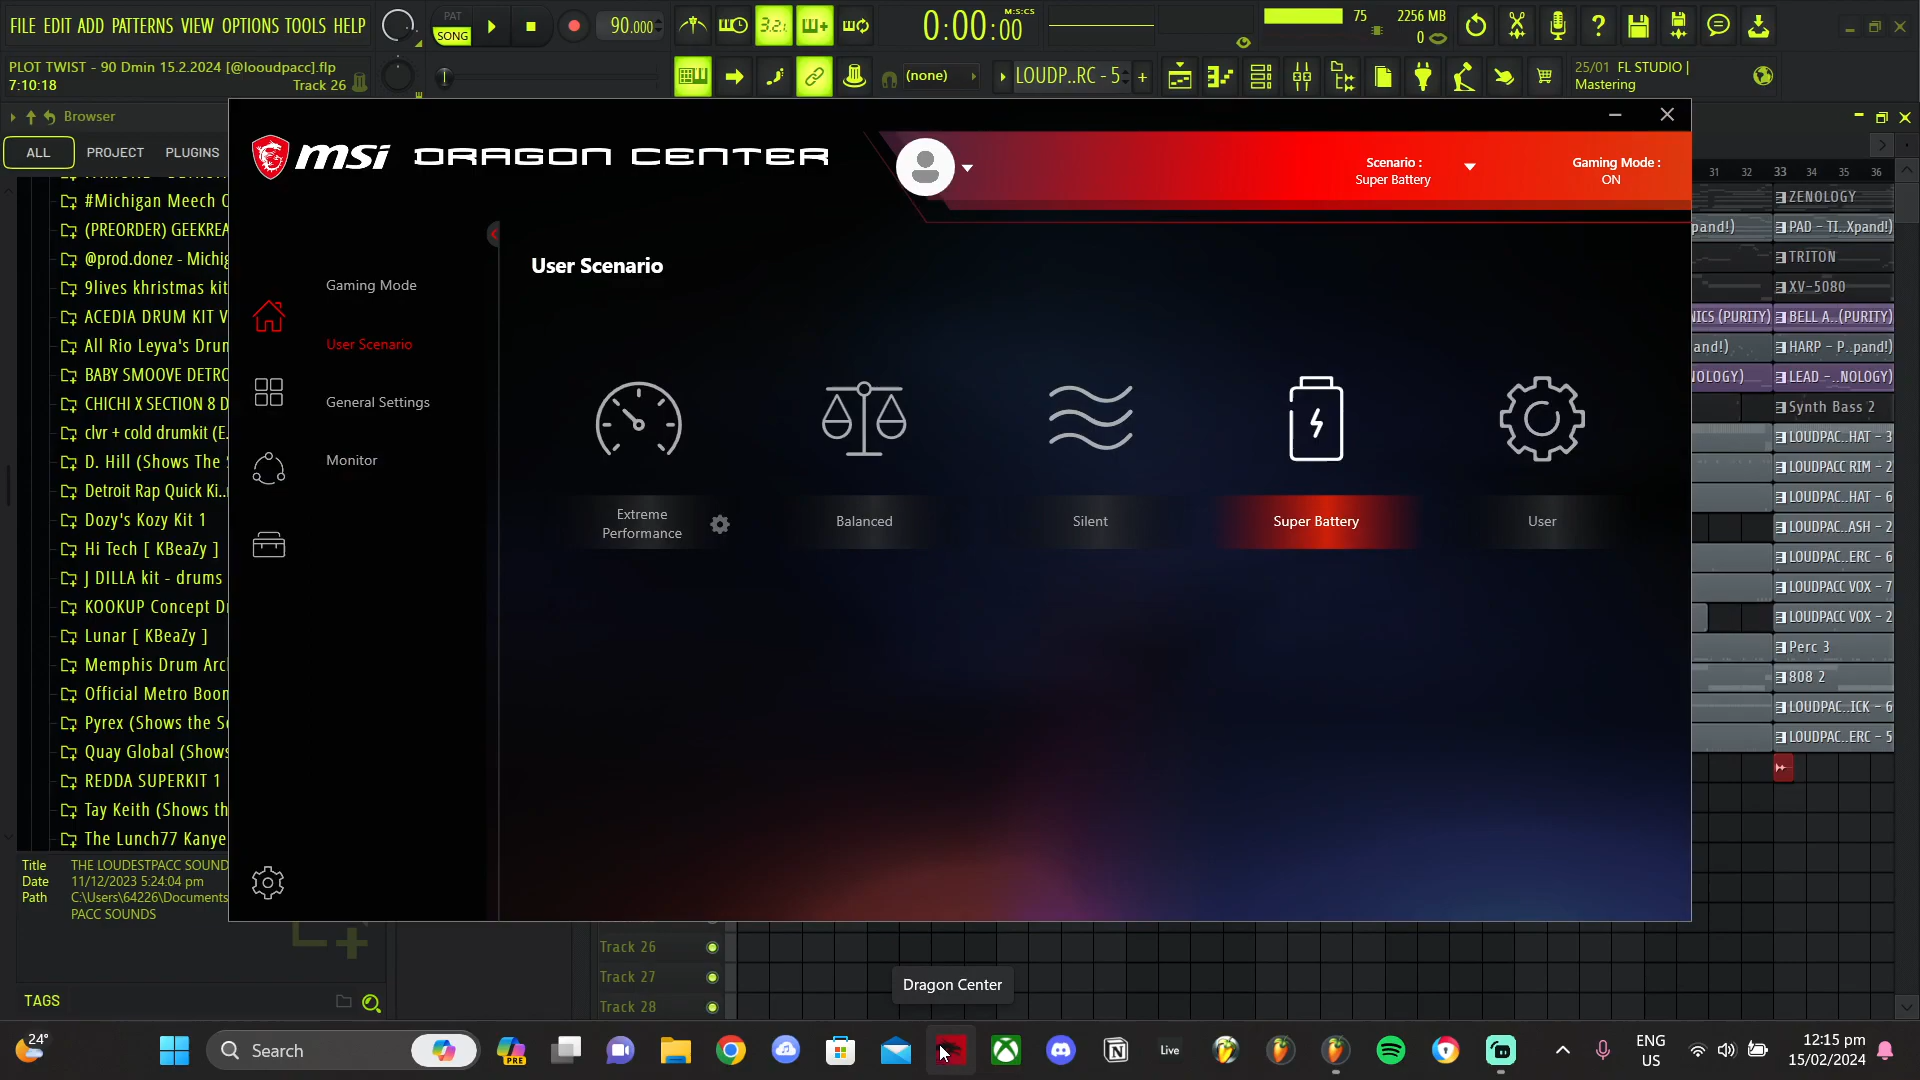 FILE EDIT ADD PATTERNS VIEW OPTIONS TOOLS HELP
PAT
SONG
90.000
3.2.1
0:00:00
M:S:CS
75
2256 MB
0
PLOT TWIST - 90 Dmin 15.2.2024 [@looudpacc].flp
7:10:18
Track 26
(none)
LOUDP..RC - 5
25/01 FL STUDIO |
Mastering
Browser
ALL
PROJECT
PLUGINS
#Michigan Meech
(PREORDER) GEEKREA
@prod.donez - Michig
9lives khristmas kit
ACEDIA DRUM KIT V
All Rio Leyva's Drun
BABY SMOOVE DETRO
CHICHI X SECTION 8 D
clvr + cold drumkit (E.
D. Hill (Shows The
Detroit Rap Quick Ki..
Dozy's Kozy Kit 1
Hi Tech [ KBeaZy ]
J DILLA kit - drums
KOOKUP Concept D
Lunar [ KBeaZy ]
Memphis Drum Arc
Official Metro Boon
Pyrex (Shows the So
Quay Global (Shows
REDDA SUPERKIT 1
Tay Keith (Shows th
The Lunch77 Kanye
Title THE LOUDESTPACC SOUND
Date 11/12/2023 5:24:04 pm
Path C:\Users\64226\Documents
PACC SOUNDS
TAGS
msi DRAGON CENTER
Scenario :
Super Battery
Gaming Mode :
ON
Gaming Mode
User Scenario
General Settings
Monitor
User Scenario
Extreme
Performance
Balanced
Silent
Super Battery
User
31 32 33 34 35 36
ZENOLOGY
pand!) PAD - TI..Xpand!)
TRITON
XV-5080
NICS (PURITY) BELL A..(PURITY)
and!) HARP - P..pand!)
NOLOGY) LEAD -..NOLOGY)
Synth Bass 2
LOUDPAC..HAT - 3
LOUDPACC RIM - 2
LOUDPAC..HAT - 6
LOUDPAC..ASH - 2
LOUDPAC..ERC - 6
LOUDPACC VOX - 7
LOUDPACC VOX - 2
Perc 3
808 2
LOUDPAC..ICK - 6
LOUDPAC..ERC - 5
Track 26
Track 27
Track 28
Dragon Center
24°
Search
PRE
Live
ENG
US
12:15 pm
15/02/2024